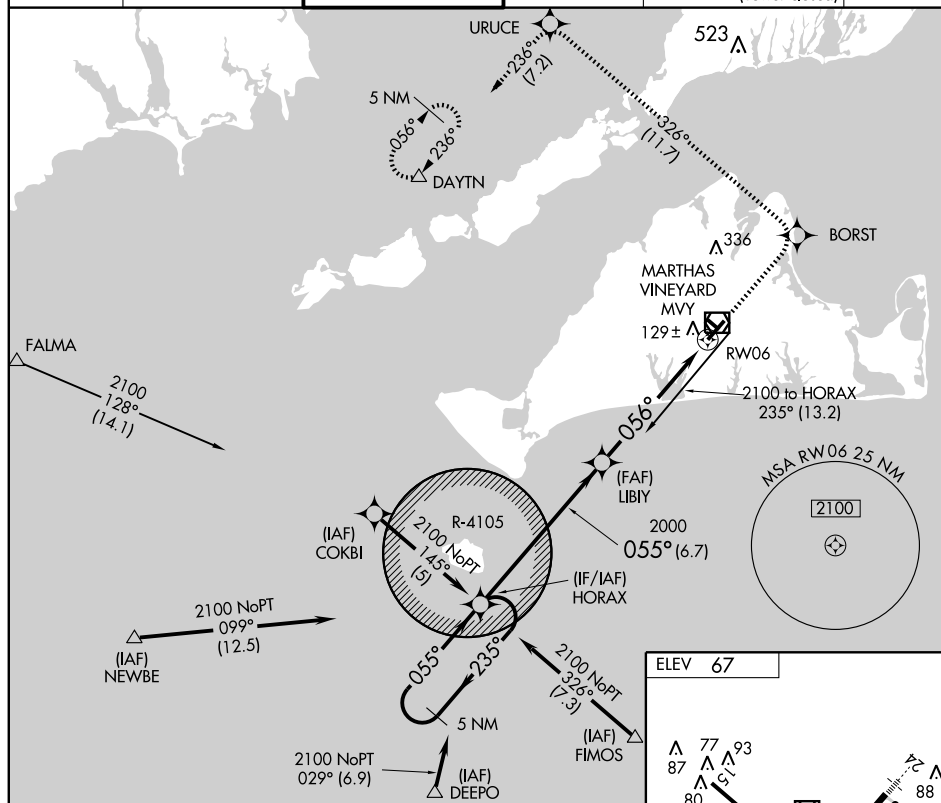 URUCE
523
236°
(7.2)
5 NM
056°
236°
326°
(11.7)
DAYTN
BORST
336
MARTHAS
VINEYARD
MVY
129±
RW06
FALMA
2100
128°
(14.1)
2100 to HORAX
235° (13.2)
056°
MSA RW06 25 NM
2100
(FAF)
LIBIY
R-4105
(IAF)
COKBI
2100 NoPT
145°
(5)
2000
055° (6.7)
(IF/IAF)
HORAX
2100 NoPT
099°
(12.5)
(IAF)
NEWBE
055°
235°
2100 NoPT
326°
(7.3)
5 NM
(IAF)
FIMOS
2100 NoPT
029° (6.9)
(IAF)
DEEPO
ELEV 67
77
93
87
80
15
24
88